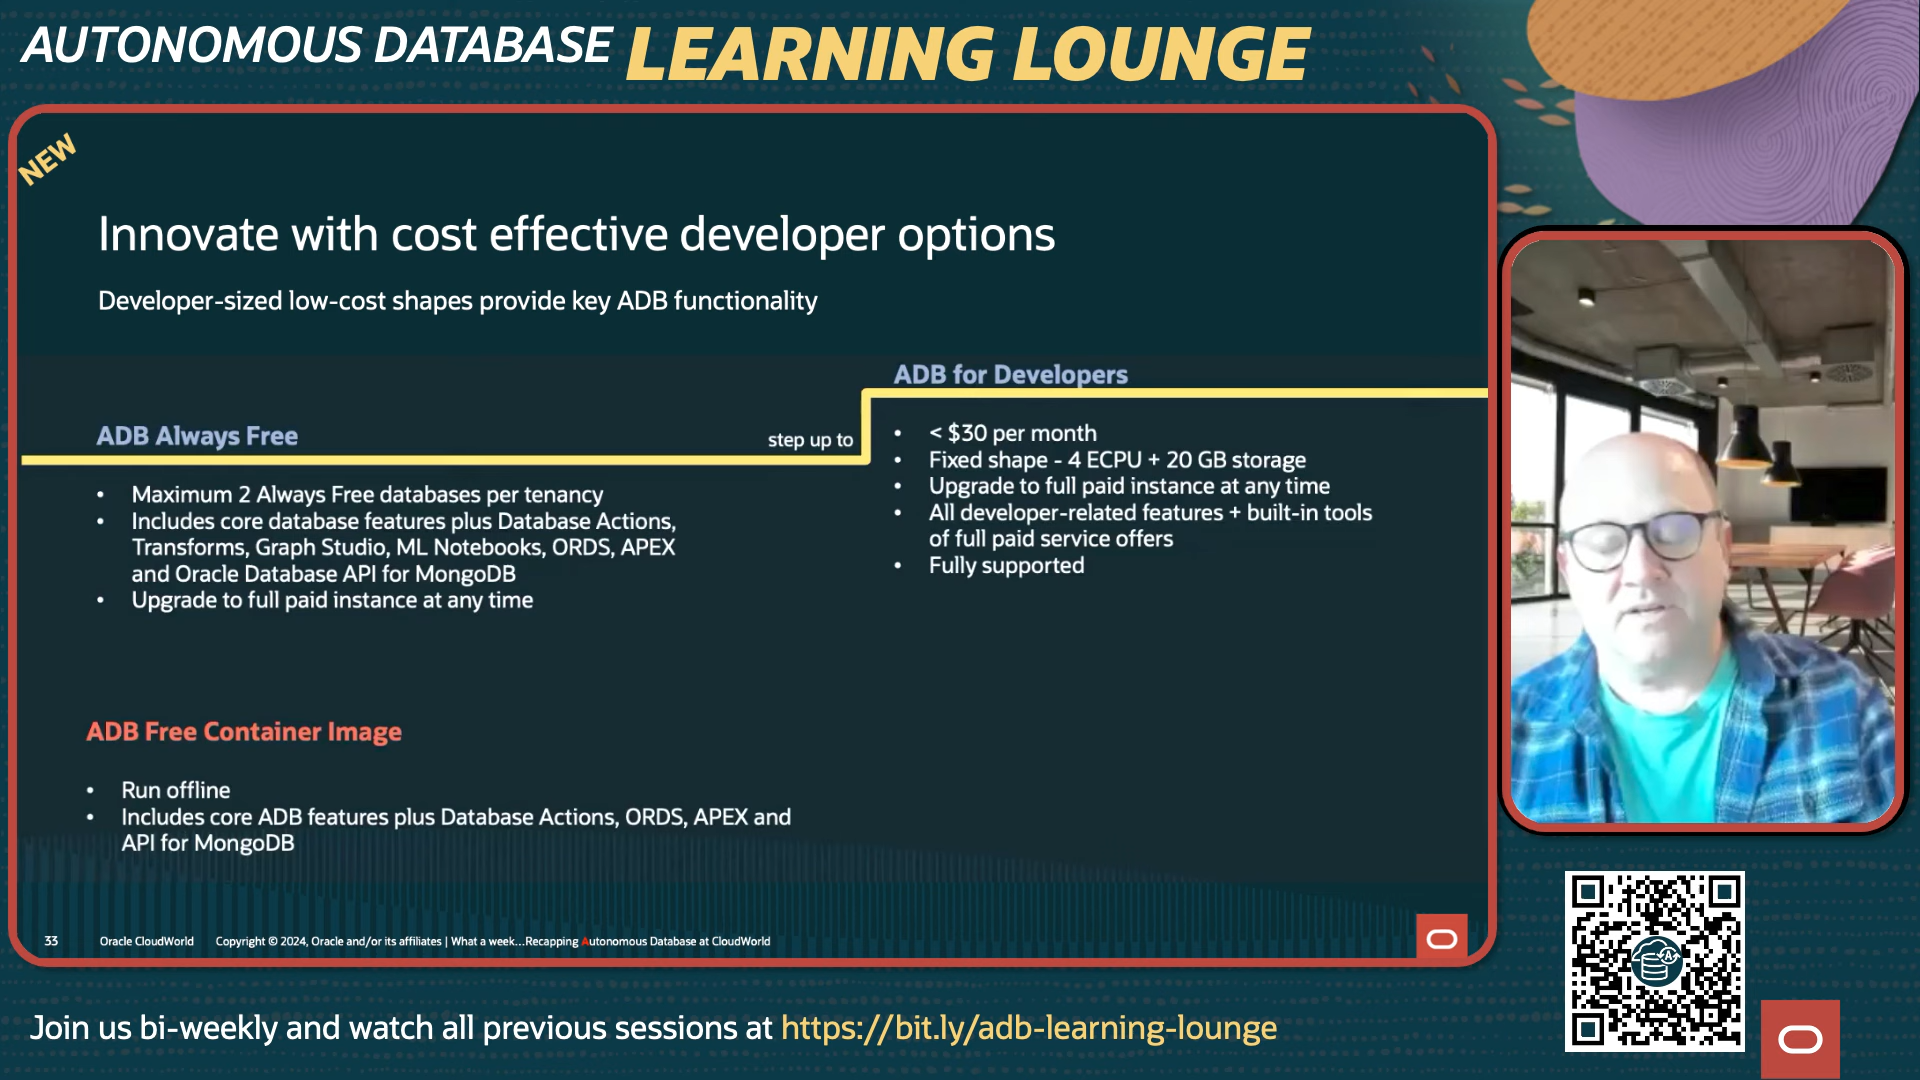 AUTONOMOUS DATABASE LEARNING LOUNGE
NEW
Innovate with cost effective developer options
Developer-sized low-cost shapes provide key ADB functionality
ADB Always Free
step up to
• Maximum 2 Always Free databases per tenancy
• Includes core database features plus Database Actions,
Transforms, Graph Studio, ML Notebooks, ORDS, APEX
and Oracle Database API for MongoDB
• Upgrade to full paid instance at any time
ADB for Developers
• < $30 per month
• Fixed shape - 4 ECPU + 20 GB storage
• Upgrade to full paid instance at any time
• All developer-related features + built-in tools
of full paid service offers
• Fully supported
ADB Free Container Image
• Run offline
• Includes core ADB features plus Database Actions, ORDS, APEX and
API for MongoDB
33 Oracle CloudWorld Copyright © 2024, Oracle and/or its affiliates | What a week...Recapping Autonomous Database at CloudWorld
A
Join us bi-weekly and watch all previous sessions at https://bit.ly/adb-learning-lounge